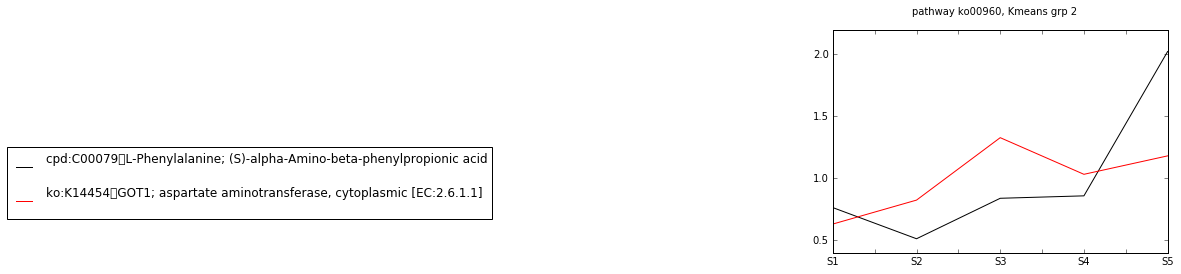 pathway ko00960, Kmeans grp 2
2.0
1.5
1.0
0.5
S1 S2 S3 S4 S5
cpd:C00079▯L-Phenylalanine; (S)-alpha-Amino-beta-phenylpropionic acid
ko:K14454▯GOT1; aspartate aminotransferase, cytoplasmic [EC:2.6.1.1]